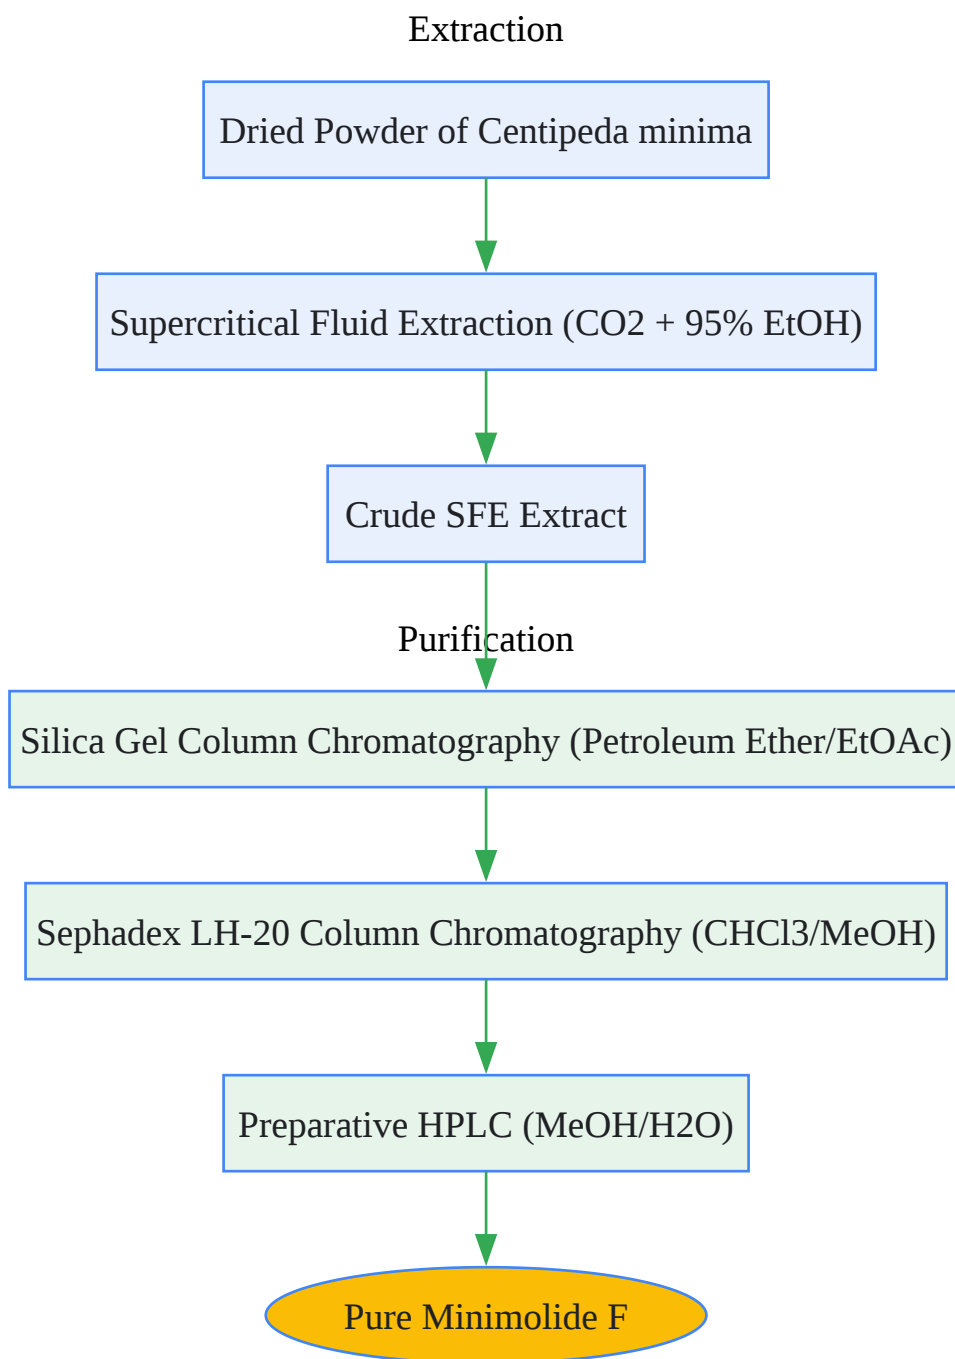 Extraction
Dried Powder of Centipeda minima
Supercritical Fluid Extraction (CO2 + 95% EtOH)
Crude SFE Extract
Purification
Silica Gel Column Chromatography (Petroleum Ether/EtOAc)
Sephadex LH-20 Column Chromatography (CHCl3/MeOH)
Preparative HPLC (MeOH/H2O)
Pure Minimolide F